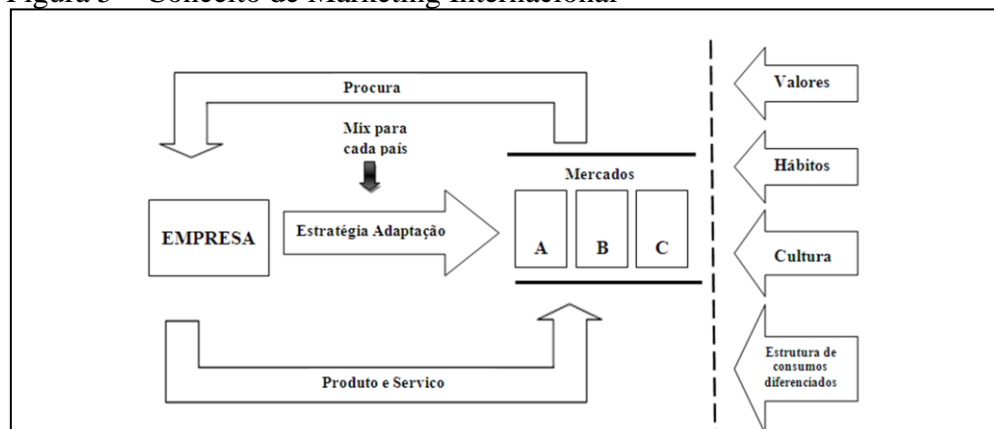 Figura 3 – Conceito de Marketing Internacional
Procura
Mix para
cada país
EMPRESA
Estratégia Adaptação
Mercados
A B C
Produto e Servico
Valores
Hábitos
Cultura
Estrutura de
consumos
diferenciados